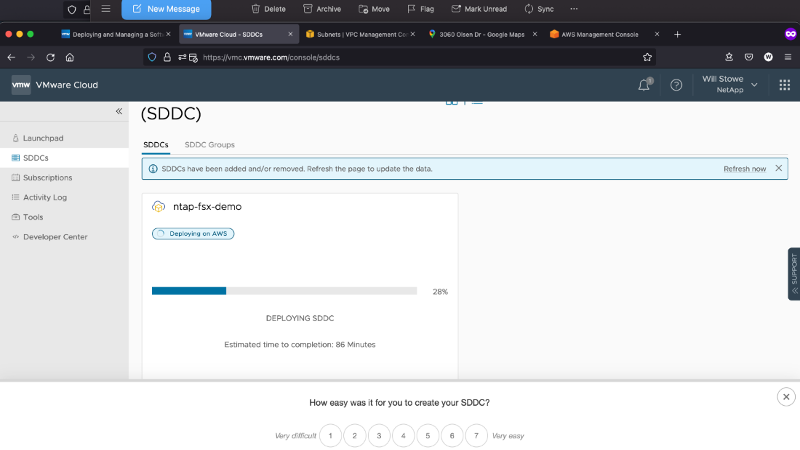 New Message
Delete
Archive
Move
Flag
Mark Unread
Sync
Deploying and Managing a Softw
VMware Cloud - SDDCs
Subnets | VPC Management Con
3060 Olsen Dr - Google Maps
AWS Management Console
https://vmc.vmware.com/console/sddcs
vmw VMware Cloud
1
Will Stowe
NetApp
(SDDC)
Launchpad
SDDCs
Subscriptions
Activity Log
Tools
Developer Center
SDDCs SDDC Groups
SDDCs have been added and/or removed. Refresh the page to update the data.
Refresh now
ntap-fsx-demo
Deploying on AWS
28%
DEPLOYING SDDC
Estimated time to completion: 86 Minutes
SUPPORT
How easy was it for you to create your SDDC?
Very difficult 1 2 3 4 5 6 7 Very easy